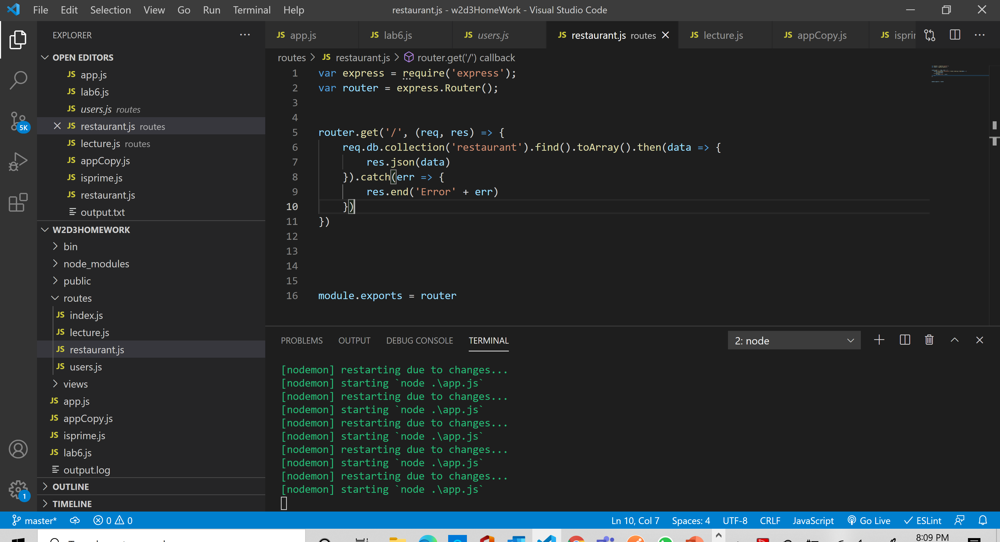 File Edit Selection View Go Run Terminal Help restaurant.js - w2d3HomeWork - Visual Studio Code
EXPLORER
JS app.js JS lab6.js JS users.js JS restaurant.js routes JS lecture.js JS appCopy.js JS
OPEN EDITORS
JS app.js
JS lab6.js
JS users.js routes
JS restaurant.js routes
JS lecture.js routes
JS appCopy.js
JS isprime.js
JS restaurant.js
output.txt
W2D3HOMEWORK
bin
node_modules
public
routes
JS index.js
JS lecture.js
JS restaurant.js
JS users.js
views
JS app.js
JS appCopy.js
JS isprime.js
JS lab6.js
output.log
OUTLINE
TIMELINE
5K
1
routes > JS restaurant.js > router.get('/') callback
1 var express = require('express');
2 var router = express.Router();
3
4
5 router.get('/', (req, res) => {
6 req.db.collection('restaurant').find().toArray().then(data => {
7 res.json(data)
8 }).catch(err => {
9 res.end('Error' + err)
10 })
11 })
12
13
14
15
16 module.exports = router
PROBLEMS OUTPUT DEBUG CONSOLE TERMINAL 2: node
[nodemon] restarting due to changes...
[nodemon] starting `node .\app.js`
[nodemon] restarting due to changes...
[nodemon] starting `node .\app.js`
[nodemon] restarting due to changes...
[nodemon] starting `node .\app.js`
[nodemon] restarting due to changes...
[nodemon] starting `node .\app.js`
[nodemon] restarting due to changes...
[nodemon] starting `node .\app.js`
master* 0 0 Ln 10, Col 7 Spaces: 4 UTF-8 CRLF JavaScript Go Live ESLint
8:09 PM